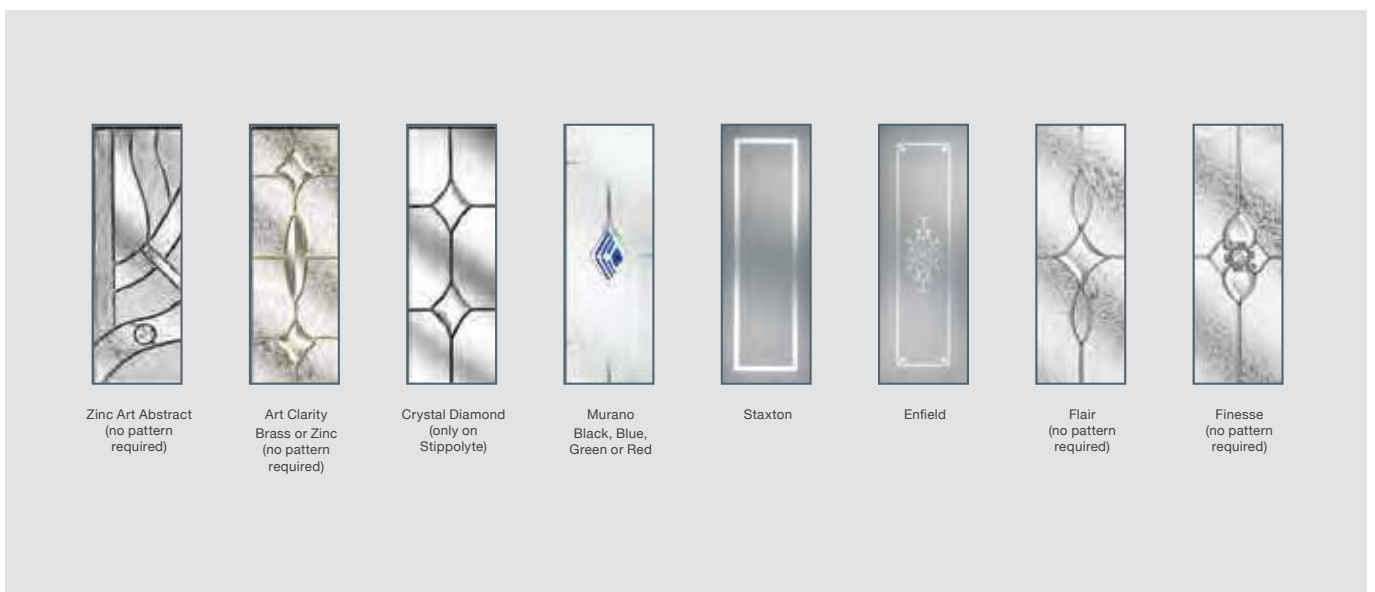 Zinc Art Abstract
(no pattern
required)
Art Clarity
Brass or Zinc
(no pattern
required)
Crystal Diamond
(only on
Stippolyte)
Murano
Black, Blue,
Green or Red
Staxton
Enfield
Flair
(no pattern
required)
Finesse
(no pattern
required)